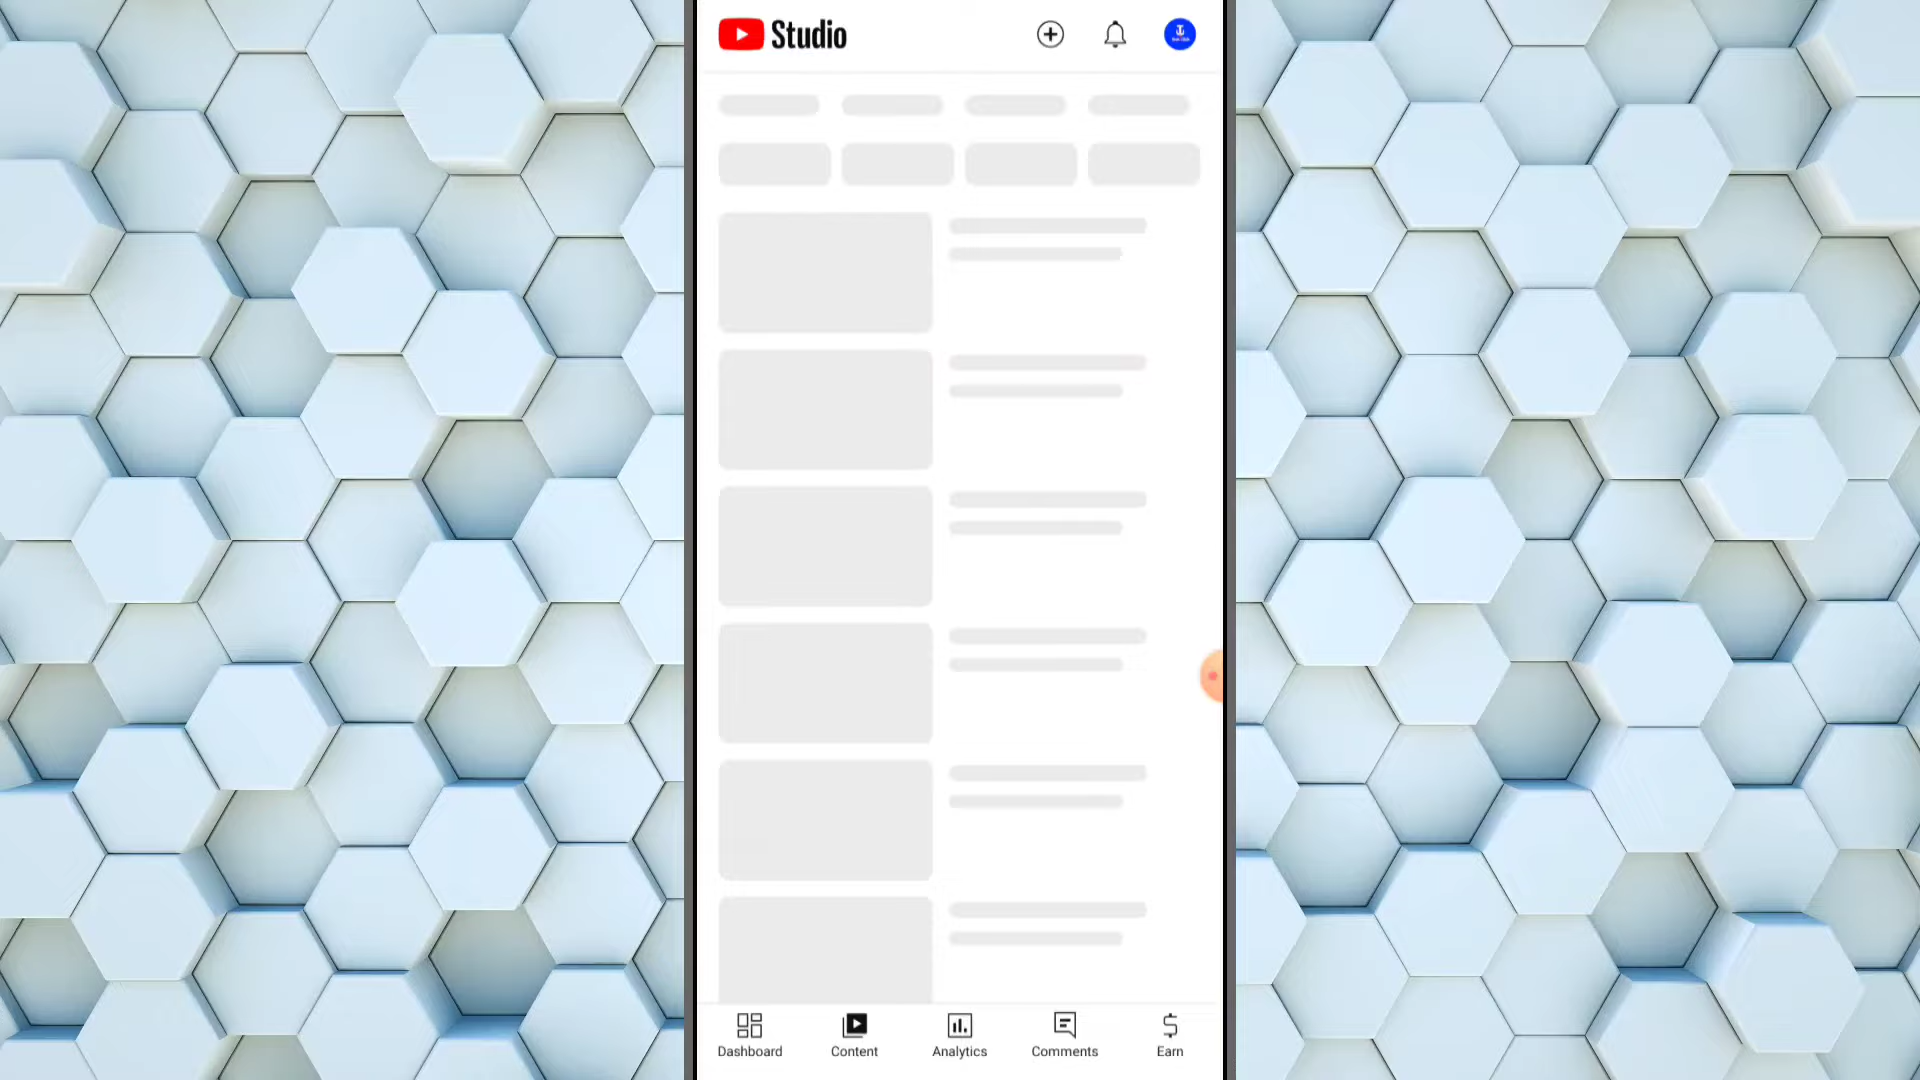 Studio
Dashboard
Content
Analytics
Comments
Earn